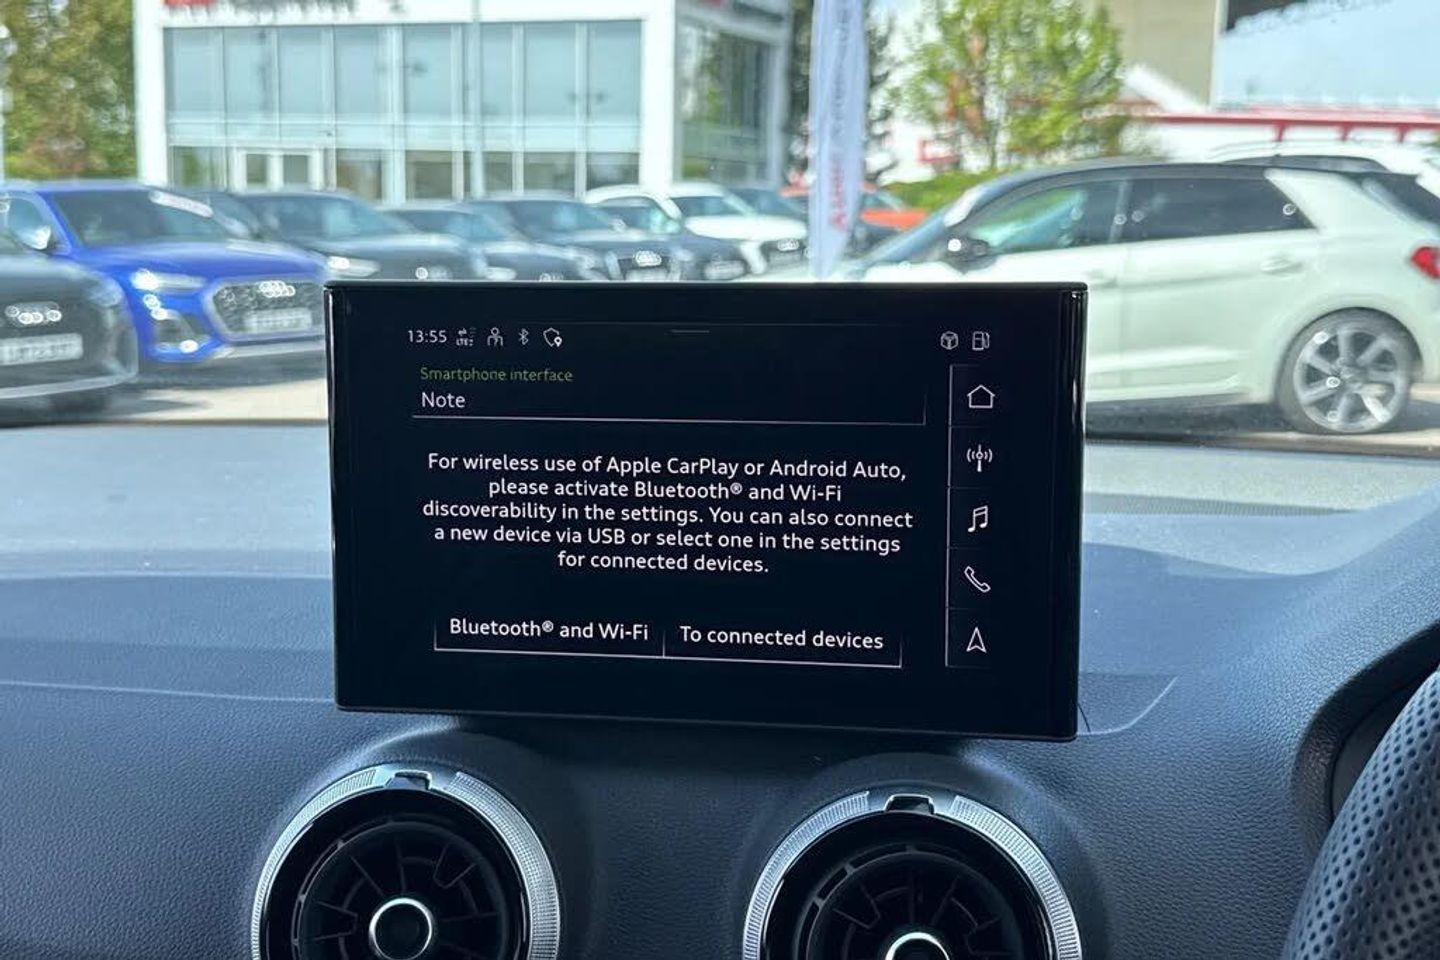 13:55 LTE
Smartphone interface
Note
For wireless use of Apple CarPlay or Android Auto,
please activate Bluetooth® and Wi-Fi
discoverability in the settings. You can also connect
a new device via USB or select one in the settings
for connected devices.
Bluetooth® and Wi-Fi
To connected devices